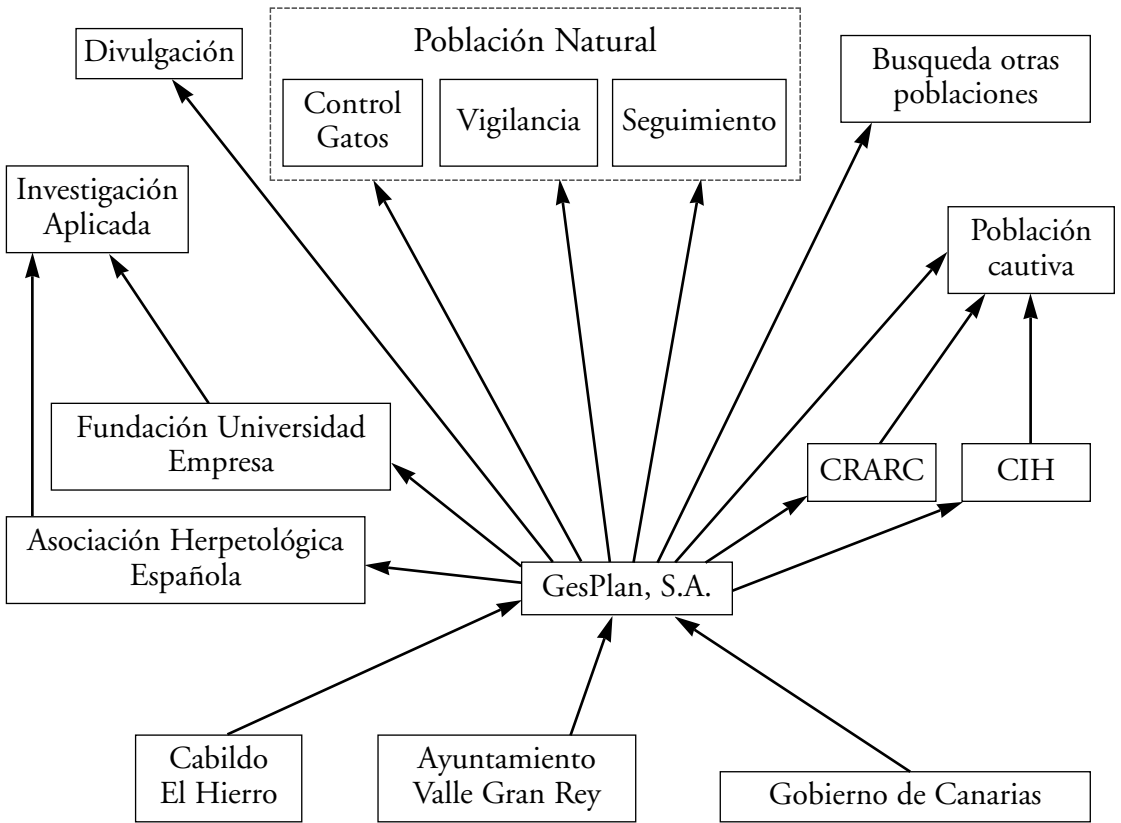 Divulgación
Población Natural
Control
Gatos
Vigilancia
Seguimiento
Busqueda otras
poblaciones
Investigación
Aplicada
Población
cautiva
Fundación Universidad
Empresa
CRARC
CIH
Asociación Herpetológica
Española
GesPlan, S.A.
Cabildo
El Hierro
Ayuntamiento
Valle Gran Rey
Gobierno de Canarias